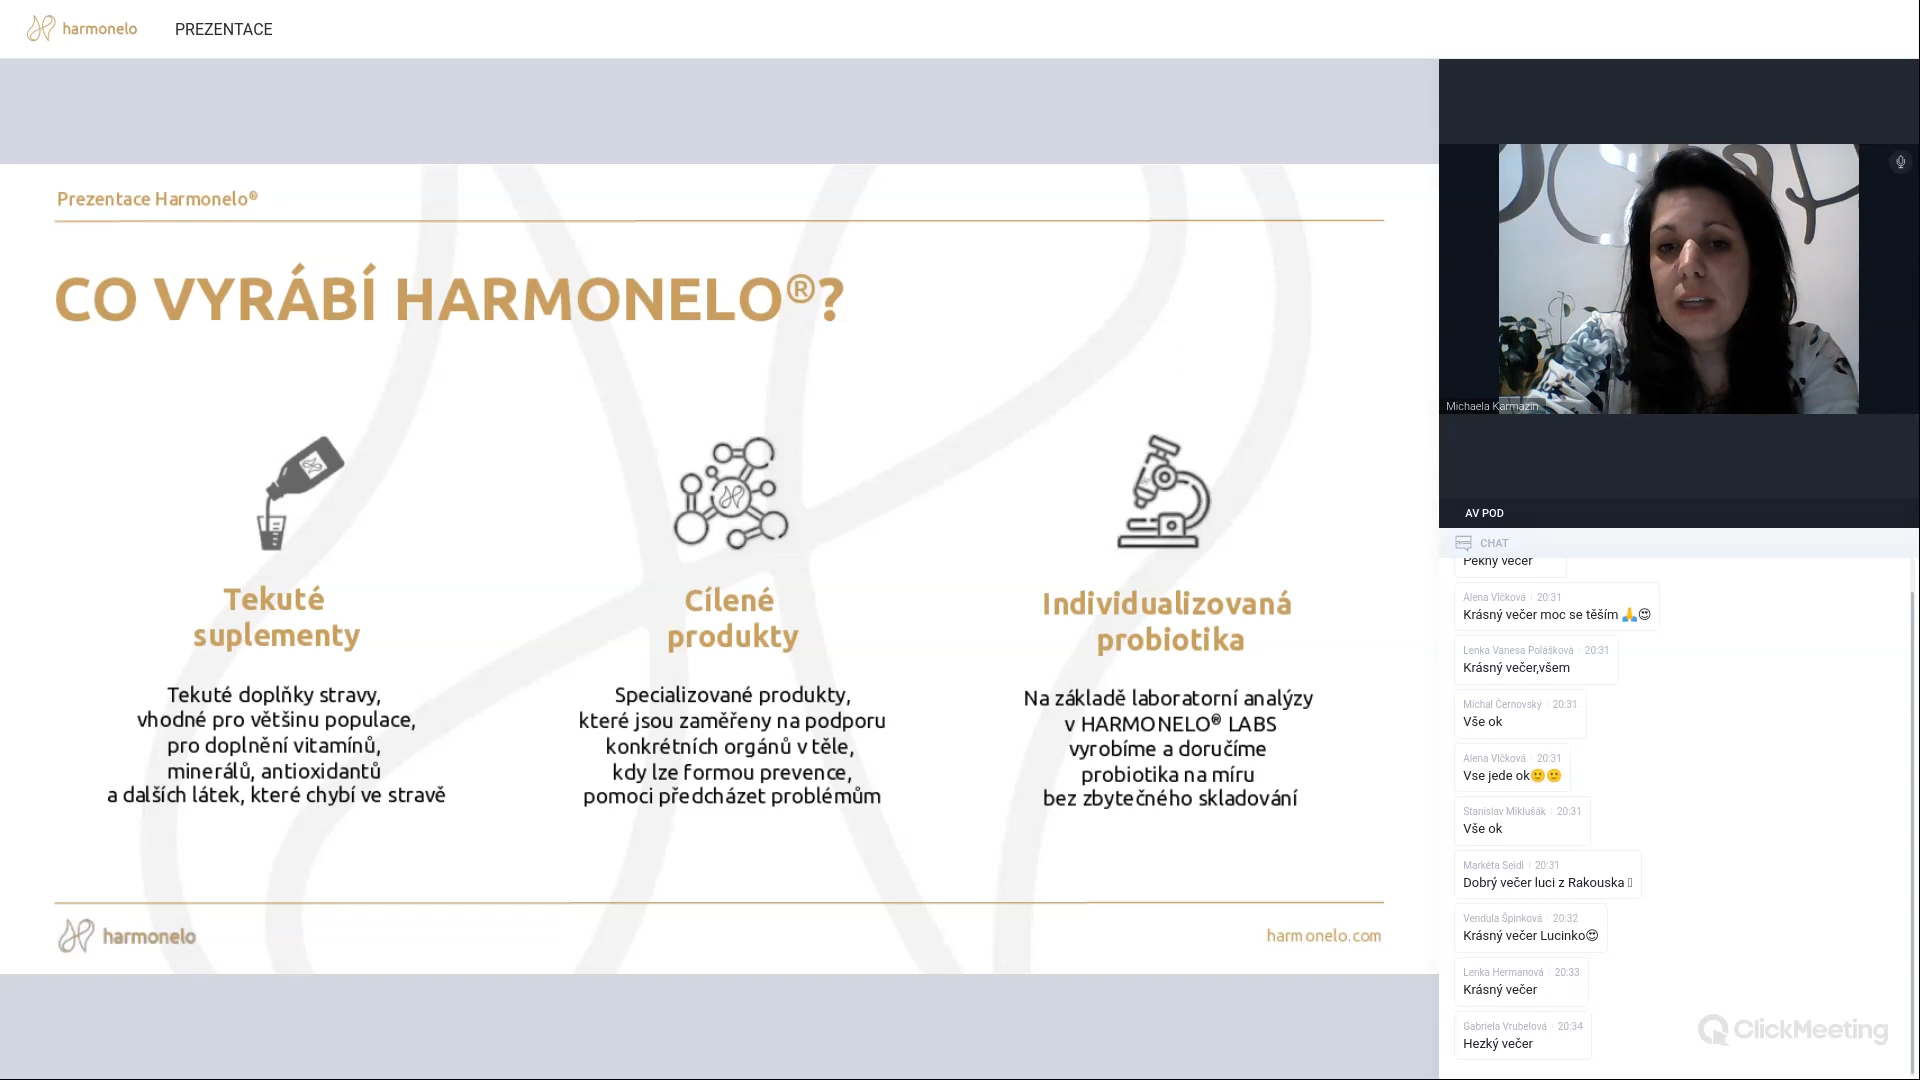 harmonelo
PREZENTACE
Prezentace Harmonelo®
CO VYRÁBÍ HARMONELO®?
Tekuté
suplementy
Tekuté doplňky stravy,
vhodné pro většinu populace,
pro doplnění vitamínů,
minerálů, antioxidantů
a dalších látek, které chybí ve stravě
Cílené
produkty
Specializované produkty,
které jsou zaměřeny na podporu
konkrétních orgánů v těle,
kdy lze formou prevence,
pomoci předcházet problémům
Individualizovaná
probiotika
Na základě laboratorní analýzy
v HARMONELO® LABS
vyrobíme a doručíme
probiotika na míru
bez zbytečného skladování
harmonelo
harmonelo.com
Michaela Karmazín
AV POD
CHAT
Pěkný večer
Alena Vlčková 20:31
Krásný večer moc se těším 🙏😍
Lenka Vanesa Polášková 20:31
Krásný večer,všem
Michal Černovský 20:31
Vše ok
Alena Vlčková 20:31
Vse jede ok🙂🙂
Stanislav Miklušák 20:31
Vše ok
Markéta Seidl 20:31
Dobrý večer luci z Rakouska
Vendula Špinková 20:32
Krásný večer Lucinko😍
Lenka Hermanová 20:33
Krásný večer
Gabriela Vrubelová 20:34
Hezký večer
ClickMeeting